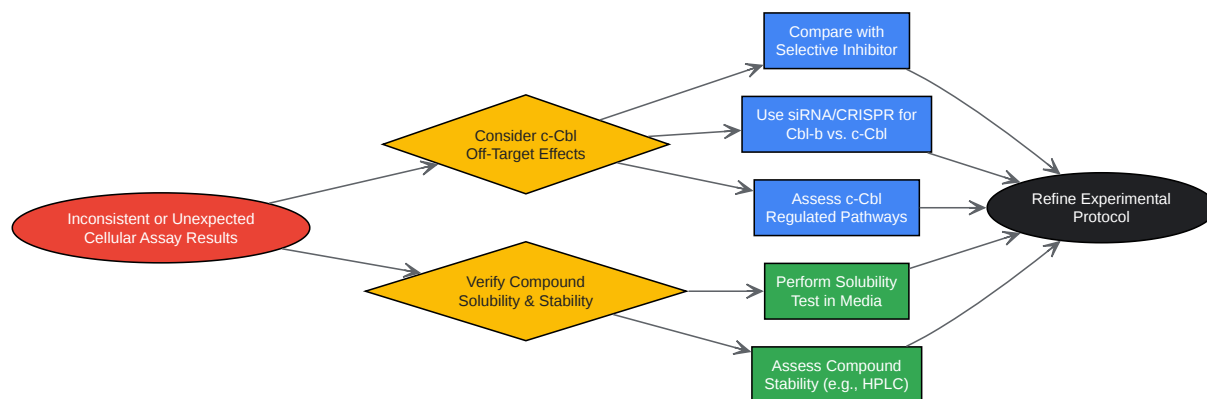 Inconsistent or Unexpected
Cellular Assay Results
Consider c-Cbl
Off-Target Effects
Verify Compound
Solubility & Stability
Compare with
Selective Inhibitor
Use siRNA/CRISPR for
Cbl-b vs. c-Cbl
Assess c-Cbl
Regulated Pathways
Perform Solubility
Test in Media
Assess Compound
Stability (e.g., HPLC)
Refine Experimental
Protocol